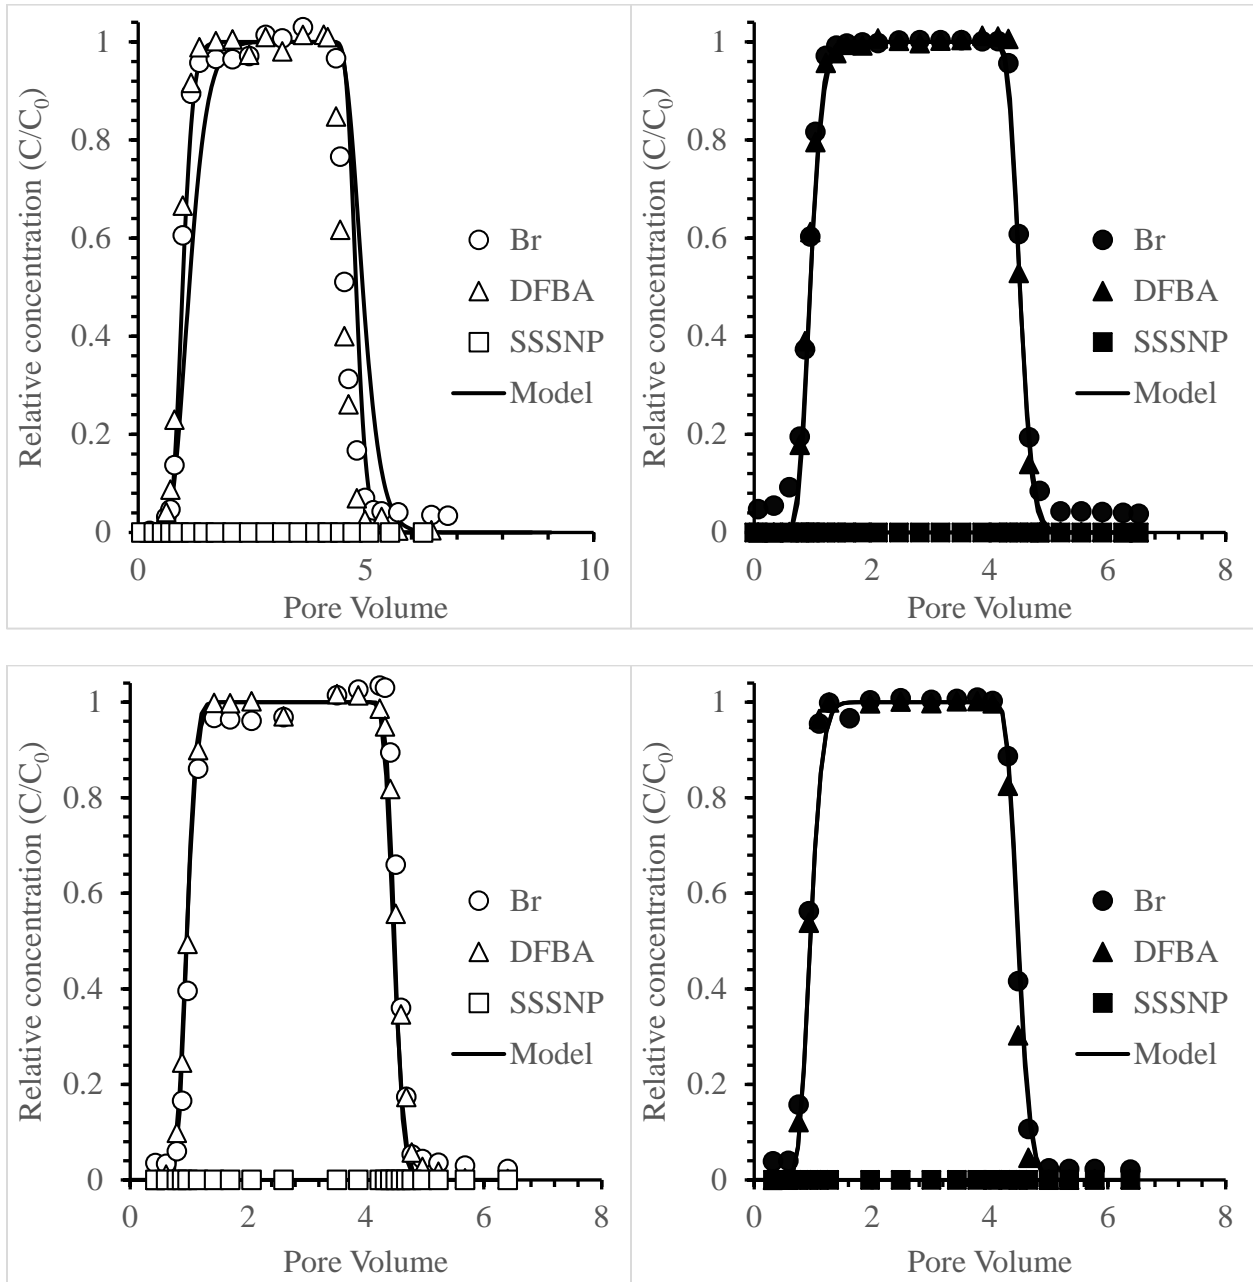 Relative concentration (C/C₀)
1
0.8
0.6
0.4
0.2
0
0
5
10
Pore Volume
Br
DFBA
SSSNP
Model
Relative concentration (C/C₀)
1
0.8
0.6
0.4
0.2
0
0
2
4
6
8
Pore Volume
Br
DFBA
SSSNP
Model
Relative concentration (C/C₀)
1
0.8
0.6
0.4
0.2
0
0
2
4
6
8
Pore Volume
Br
DFBA
SSSNP
Model
Relative concentration (C/C₀)
1
0.8
0.6
0.4
0.2
0
0
2
4
6
8
Pore Volume
Br
DFBA
SSSNP
Model